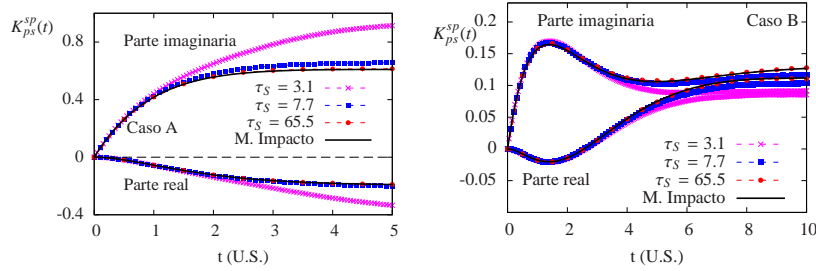 K_{ps}^{sp}(t)
0.8
0.4
0
-0.4
Parte imaginaria
Caso A
τ_S = 3.1
τ_S = 7.7
τ_S = 65.5
M. Impacto
Parte real
0 1 2 3 4 5
t (U.S.)
K_{ps}^{sp}(t)
0.2
0.15
0.1
0.05
0
-0.05
Parte imaginaria
Caso B
τ_S = 3.1
τ_S = 7.7
τ_S = 65.5
M. Impacto
Parte real
0 2 4 6 8 10
t (U.S.)